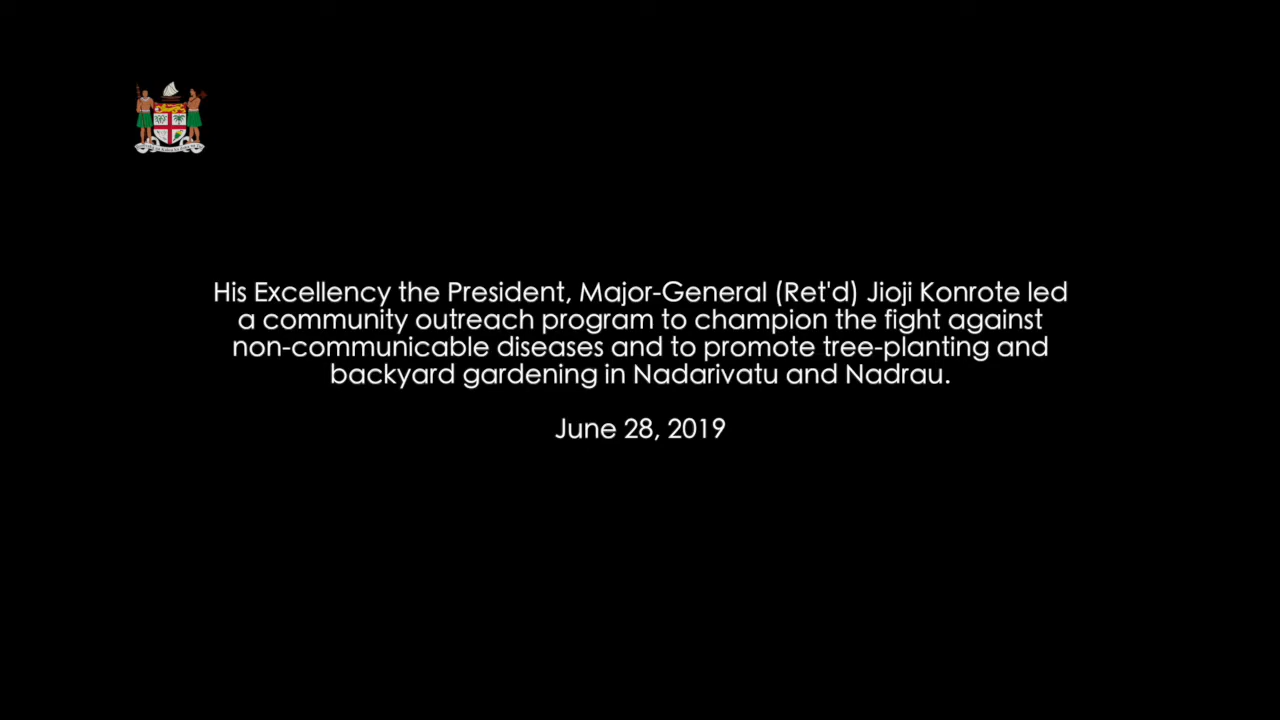 His Excellency the President, Major-General (Ret'd) Jioji Konrote led
a community outreach program to champion the fight against
non-communicable diseases and to promote tree-planting and
backyard gardening in Nadarivatu and Nadrau.
June 28, 2019